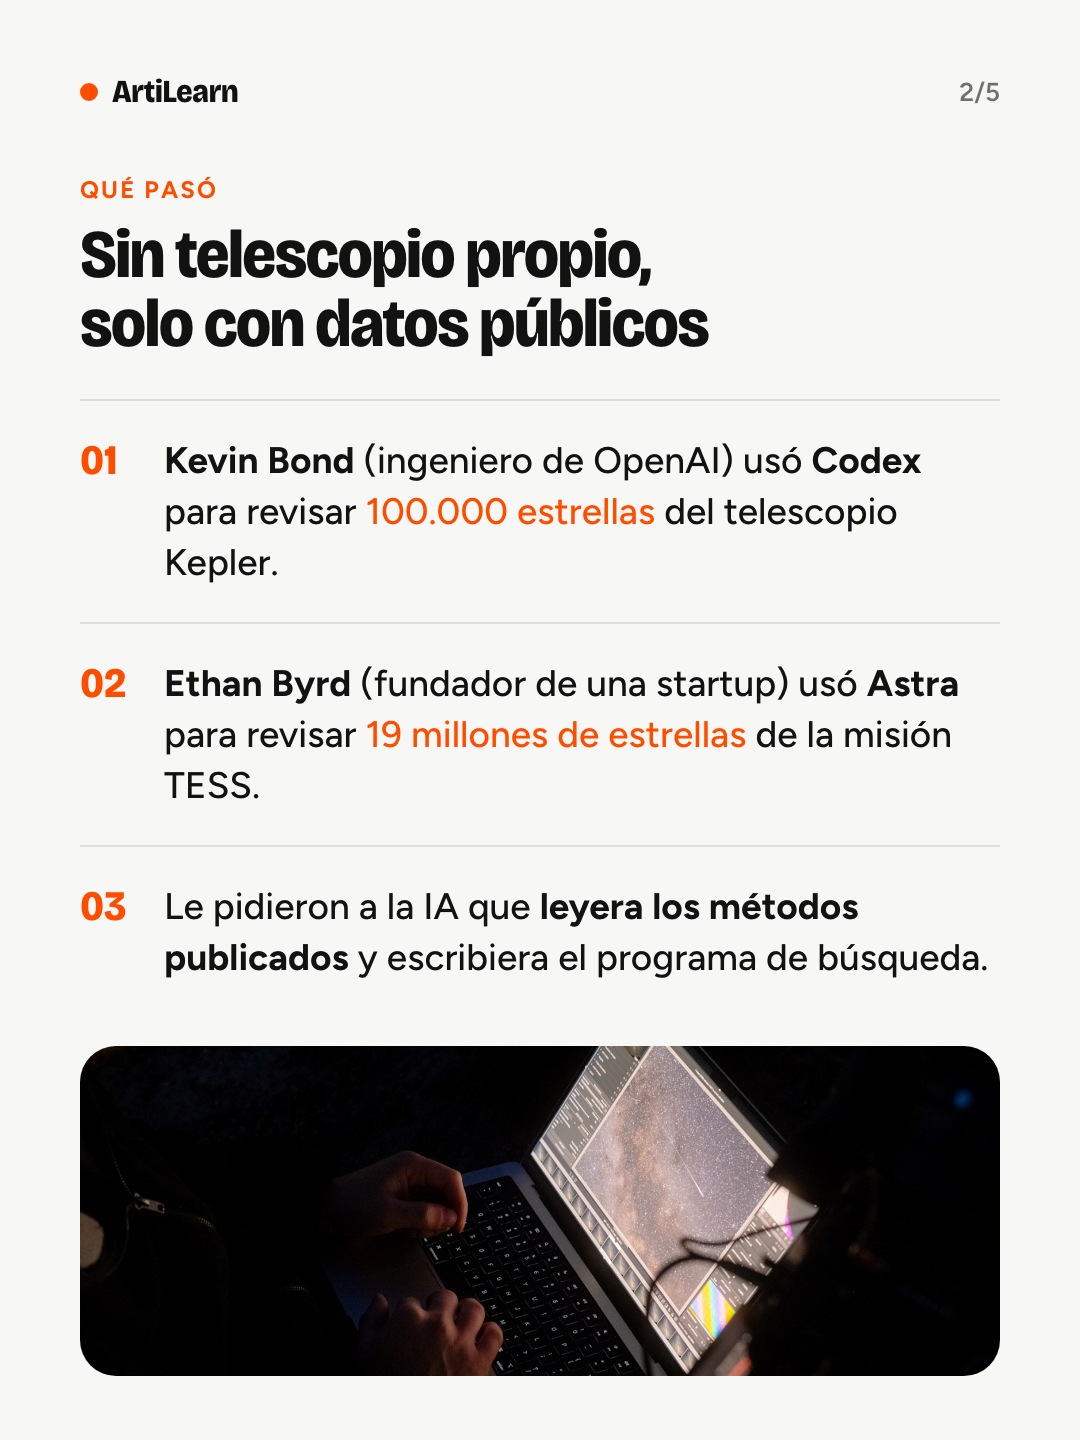 ArtiLearn
2/5
QUÉ PASÓ
Sin telescopio propio,
solo con datos públicos
01
Kevin Bond (ingeniero de OpenAI) usó Codex
para revisar 100.000 estrellas del telescopio
Kepler.
02
Ethan Byrd (fundador de una startup) usó Astra
para revisar 19 millones de estrellas de la misión
TESS.
03
Le pidieron a la IA que leyera los métodos
publicados y escribiera el programa de búsqueda.